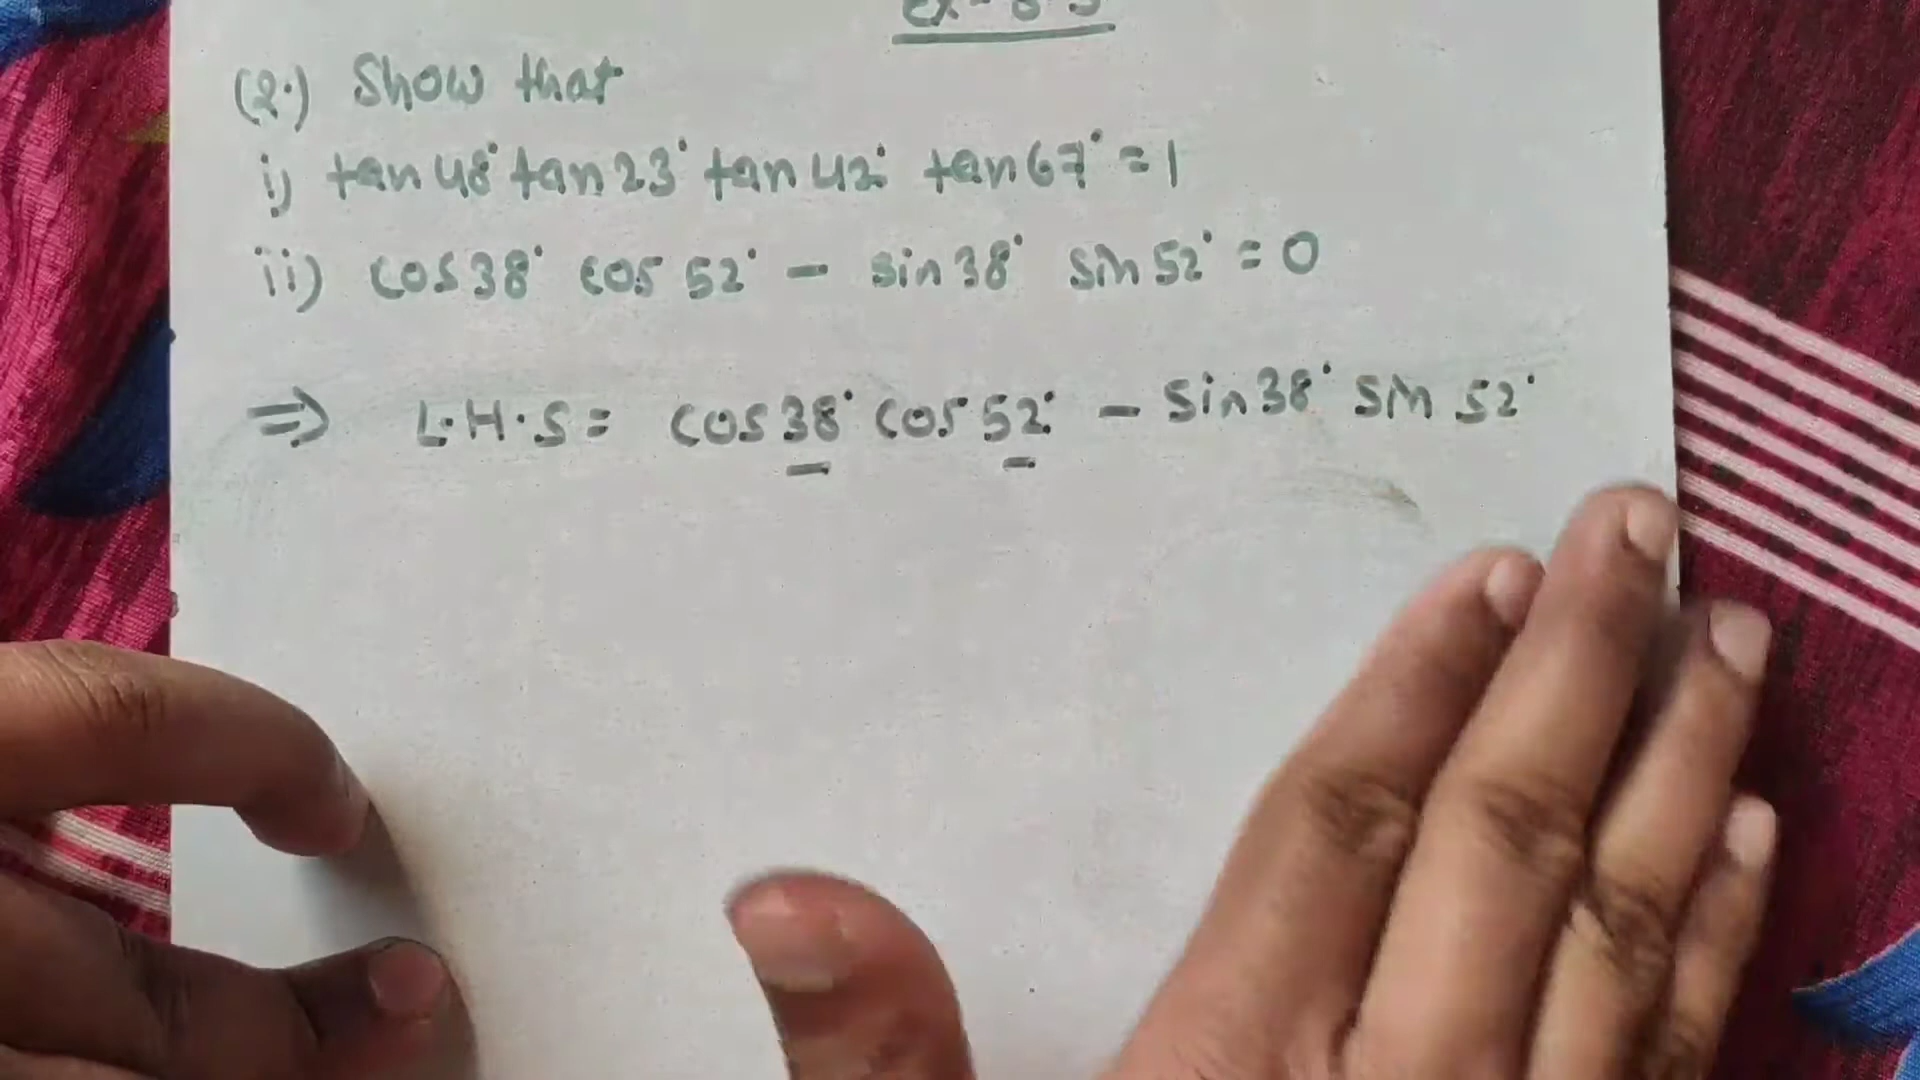 (2.) Show that
i) tan 48° tan 23° tan 42° tan 67° = 1
ii) cos 38° cos 52° - sin 38° sin 52° = 0
⇒ L.H.S = cos 38° cos 52° - sin 38° sin 52°